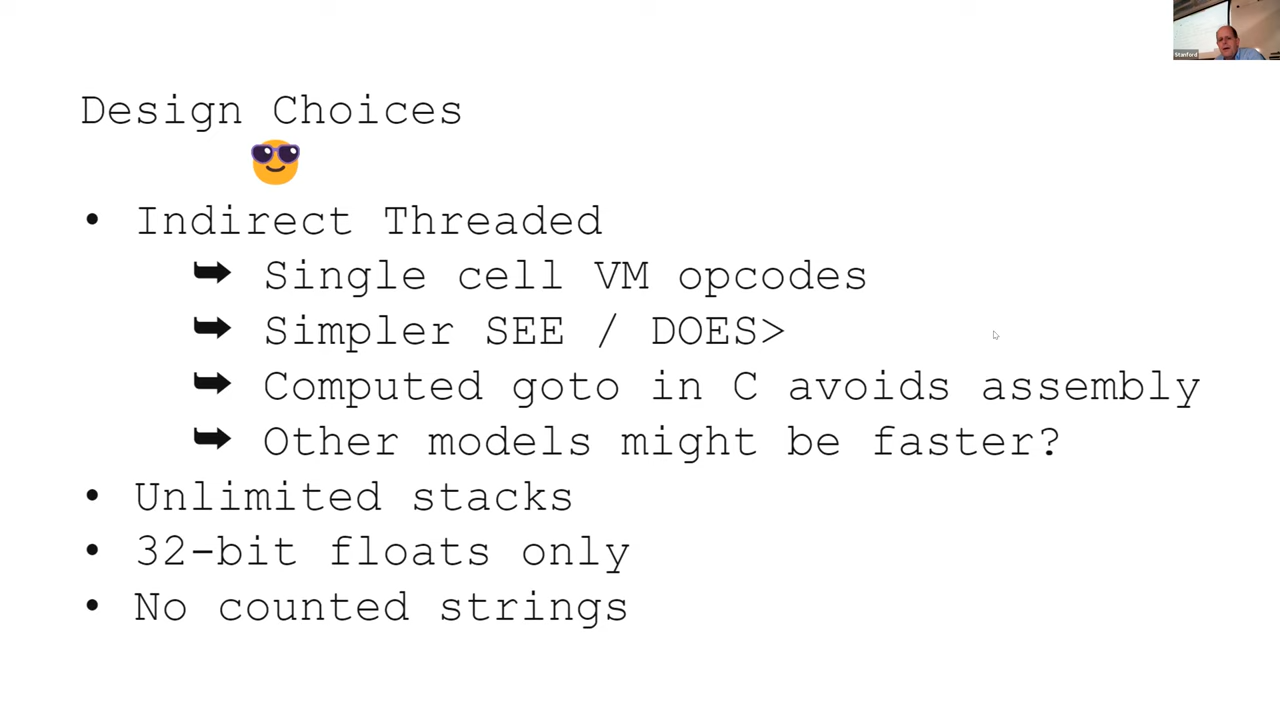 Stanford
Design Choices
• Indirect Threaded
➥ Single cell VM opcodes
➥ Simpler SEE / DOES>
➥ Computed goto in C avoids assembly
➥ Other models might be faster?
• Unlimited stacks
• 32-bit floats only
• No counted strings